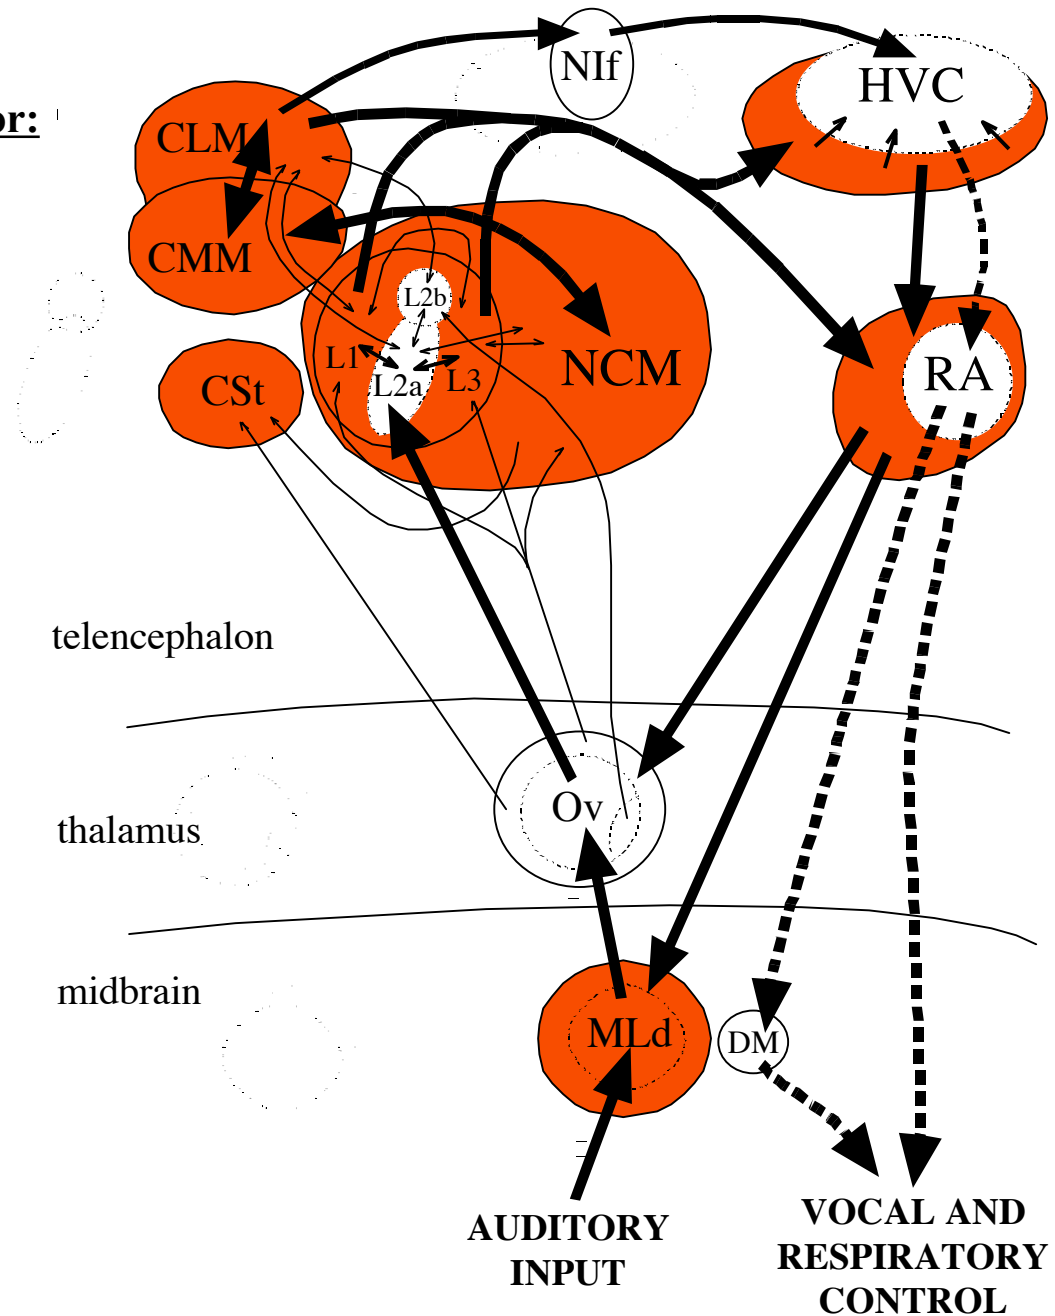 NIf
HVC
or:
CLM
CMM
L2b
L1
L2a
L3
NCM
CSt
RA
telencephalon
Ov
thalamus
midbrain
MLd
DM
AUDITORY
INPUT
VOCAL AND
RESPIRATORY
CONTROL